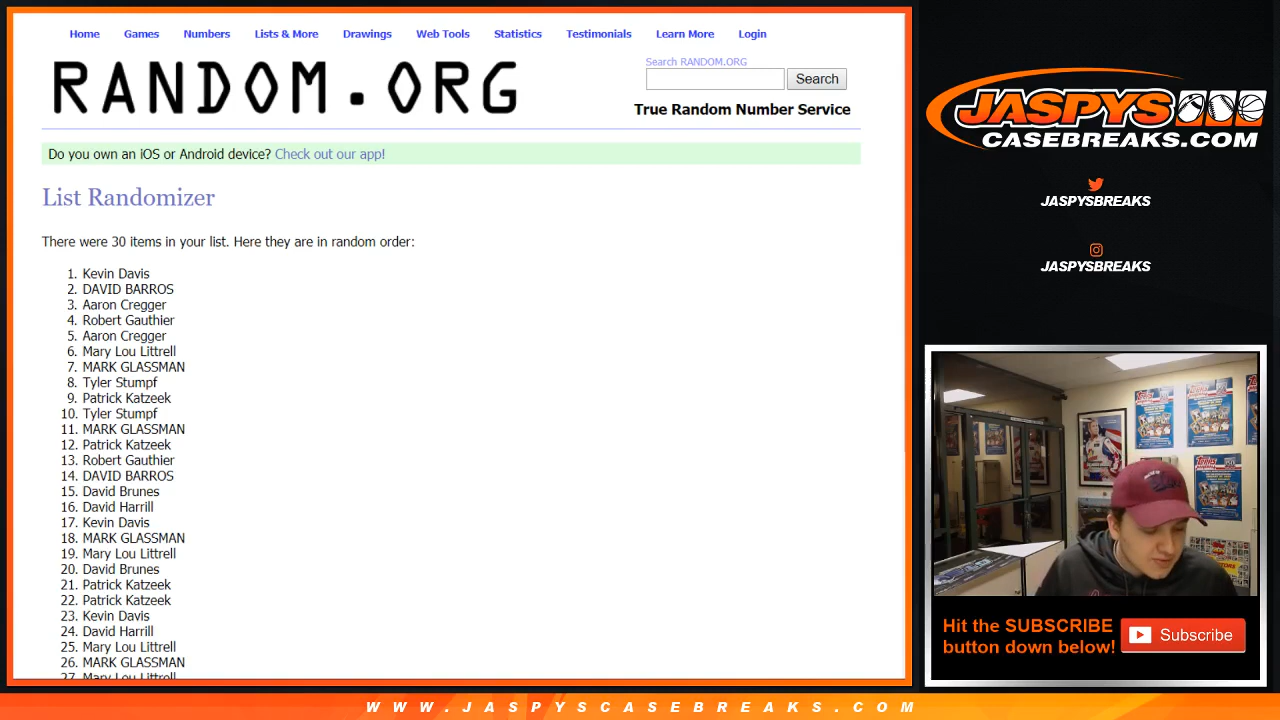 Home Games Numbers Lists & More Drawings Web Tools Statistics Testimonials Learn More Login
RANDOM.ORG
Search RANDOM.ORG
Search
True Random Number Service
Do you own an iOS or Android device? Check out our app!
List Randomizer
There were 30 items in your list. Here they are in random order:
1. Kevin Davis
2. DAVID BARROS
3. Aaron Cregger
4. Robert Gauthier
5. Aaron Cregger
6. Mary Lou Littrell
7. MARK GLASSMAN
8. Tyler Stumpf
9. Patrick Katzeek
10. Tyler Stumpf
11. MARK GLASSMAN
12. Patrick Katzeek
13. Robert Gauthier
14. DAVID BARROS
15. David Brunes
16. David Harrill
17. Kevin Davis
18. MARK GLASSMAN
19. Mary Lou Littrell
20. David Brunes
21. Patrick Katzeek
22. Patrick Katzeek
23. Kevin Davis
24. David Harrill
25. Mary Lou Littrell
26. MARK GLASSMAN
27. Mary Lou Littrell
JASPYS
CASEBREAKS.COM
JASPYSBREAKS
JASPYSBREAKS
Topps
Topps
Topps
Hit the SUBSCRIBE
button down below!
Subscribe
WWW.JASPYSCASEBREAKS.COM